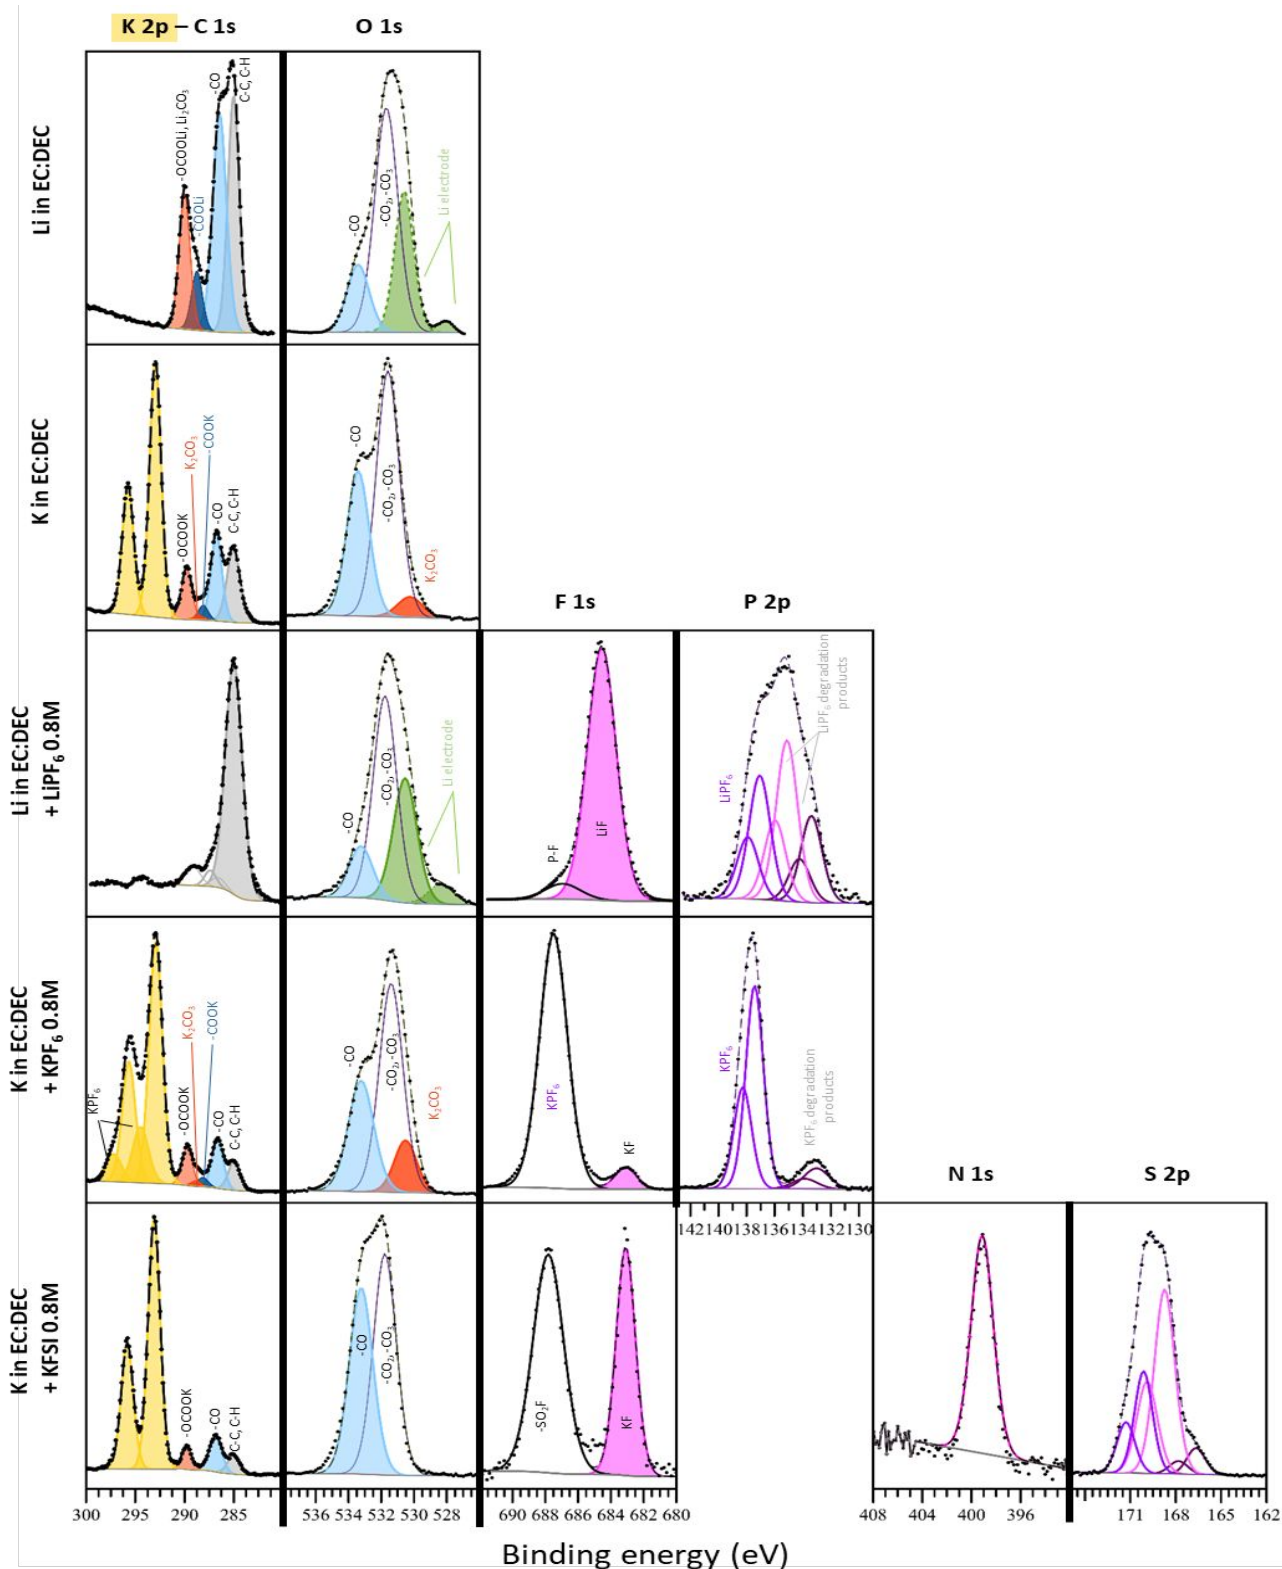 K 2p – C 1s
O 1s
Li in EC:DEC
-OCOOLi, Li₂CO₃
-COOLi
-CO
C-C, C-H
-CO
-CO₂, -CO₃
Li electrode
K in EC:DEC
-OCOOK
K₂CO₃
-COOK
-CO
C-C, C-H
-CO
-CO₂, -CO₃
K₂CO₃
F 1s
P 2p
Li in EC:DEC
+ LiPF₆ 0.8M
-CO
-CO₂, -CO₃
Li electrode
P-F
LiF
LiPF₆
LiPF₆ degradation
products
K in EC:DEC
+ KPF₆ 0.8M
KPF₆
-OCOOK
K₂CO₃
-COOK
-CO
C-C, C-H
-CO
-CO₂, -CO₃
K₂CO₃
KPF₆
KF
KPF₆
KPF₆ degradation
products
142 140 138 136 134 132 130
N 1s
S 2p
K in EC:DEC
+ KFSI 0.8M
-OCOOK
-CO
C-C, C-H
-CO
-CO₂, -CO₃
-SO₂F
KF
300 295 290 285
536 534 532 530 528
690 688 686 684 682 680
408 404 400 396
171 168 165 162
Binding energy (eV)